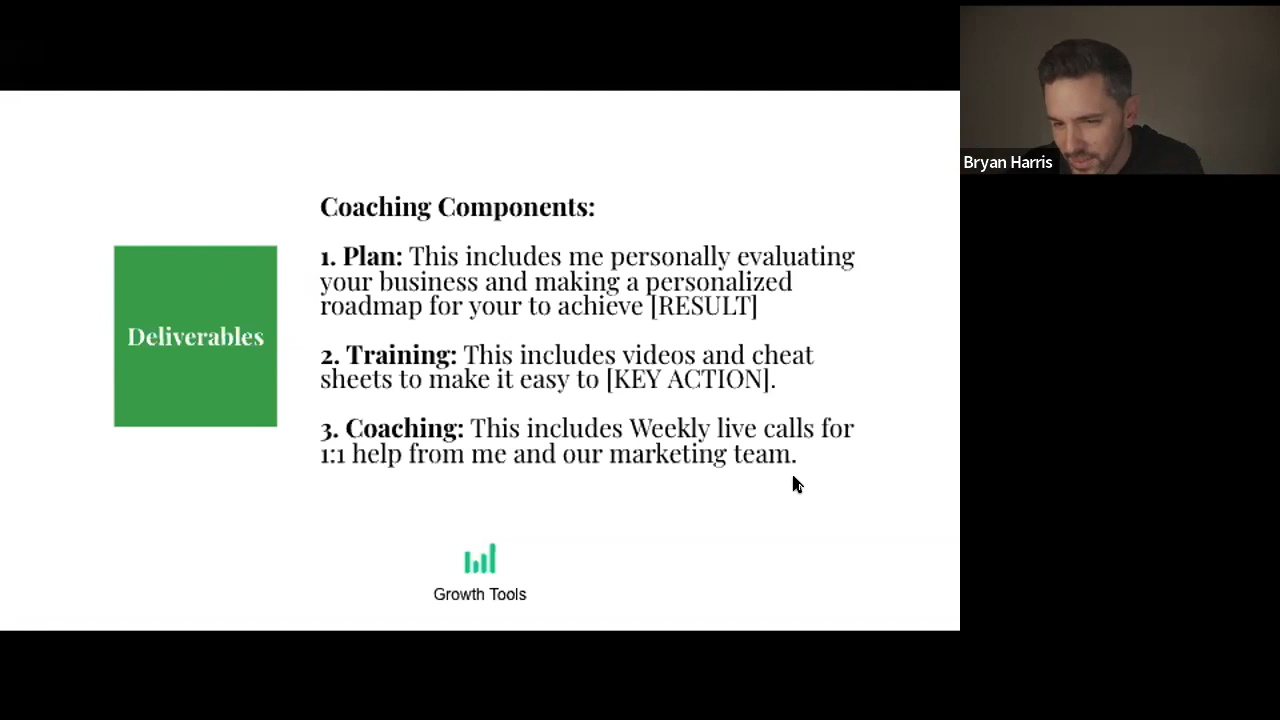 Coaching Components:
1. Plan: This includes me personally evaluating
your business and making a personalized
roadmap for your to achieve [RESULT]
2. Training: This includes videos and cheat
sheets to make it easy to [KEY ACTION].
3. Coaching: This includes Weekly live calls for
1:1 help from me and our marketing team.
Deliverables
Growth Tools
Bryan Harris